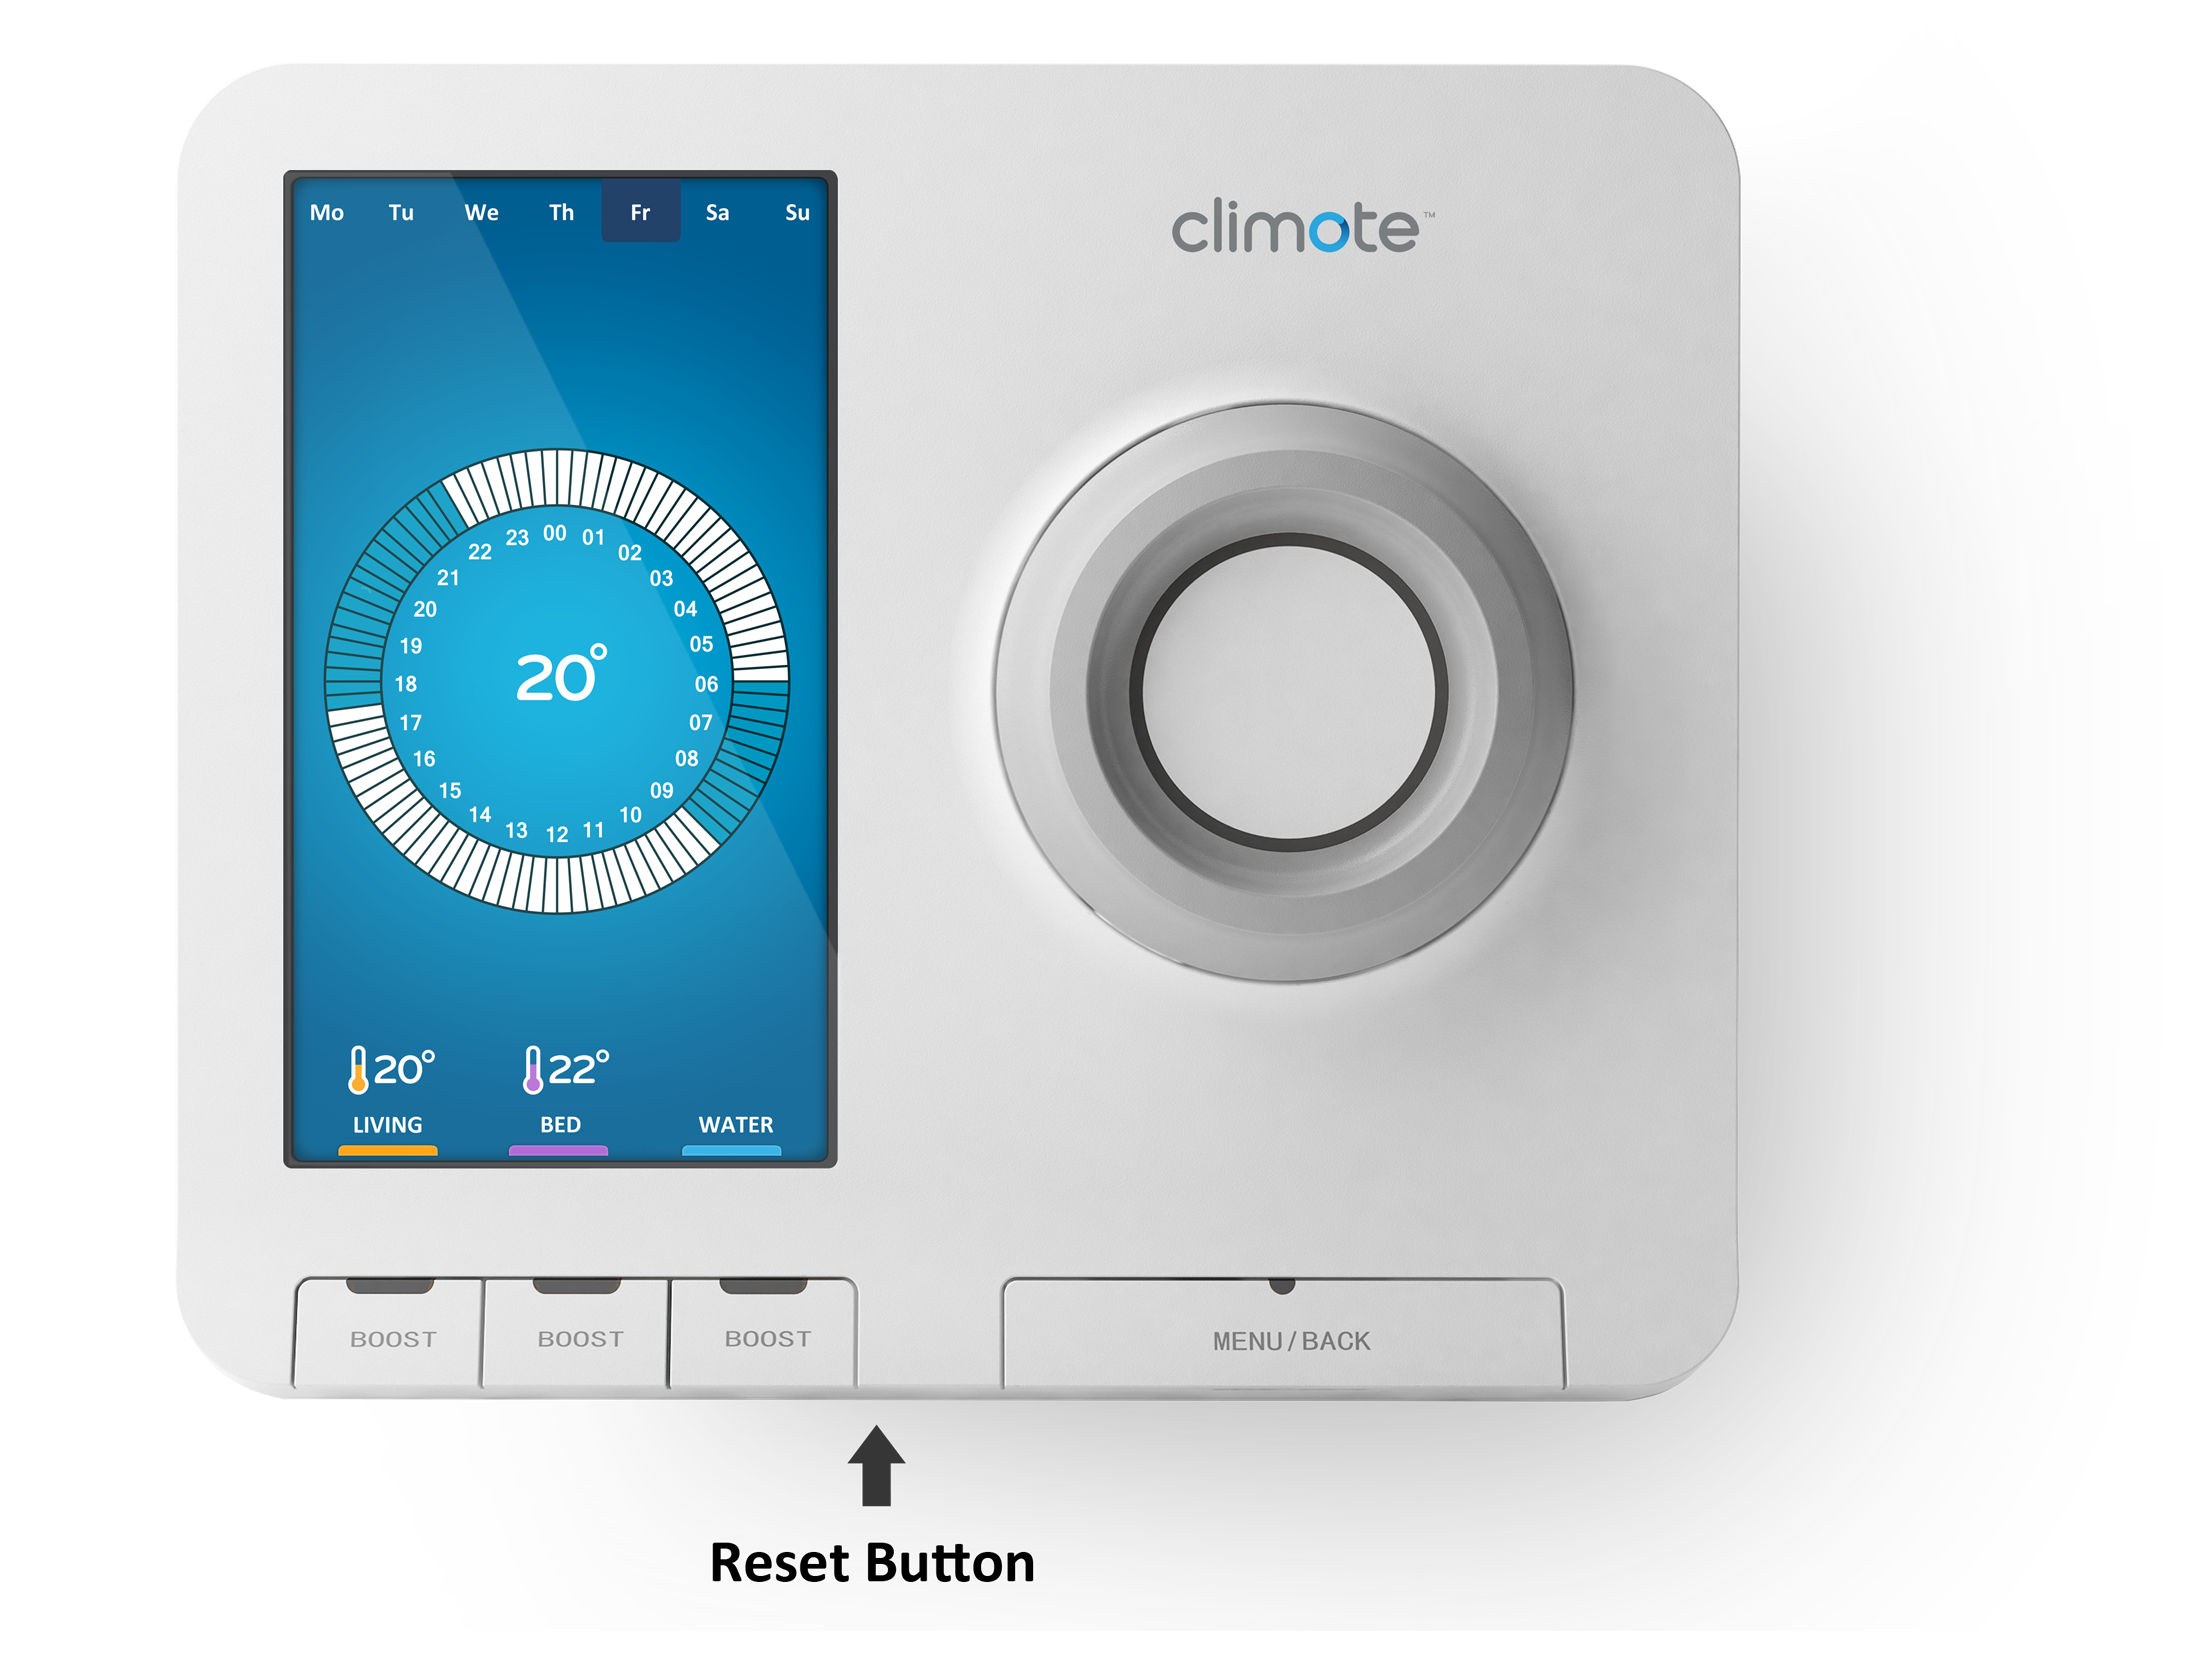 Mo Tu We Th Fr Sa Su
climote™
00 01 02 03 04 05 06 07 08 09 10 11 12 13 14 15 16 17 18 19 20 21 22 23
20°
20° 22°
LIVING BED WATER
BOOST BOOST BOOST MENU/BACK
Reset Button